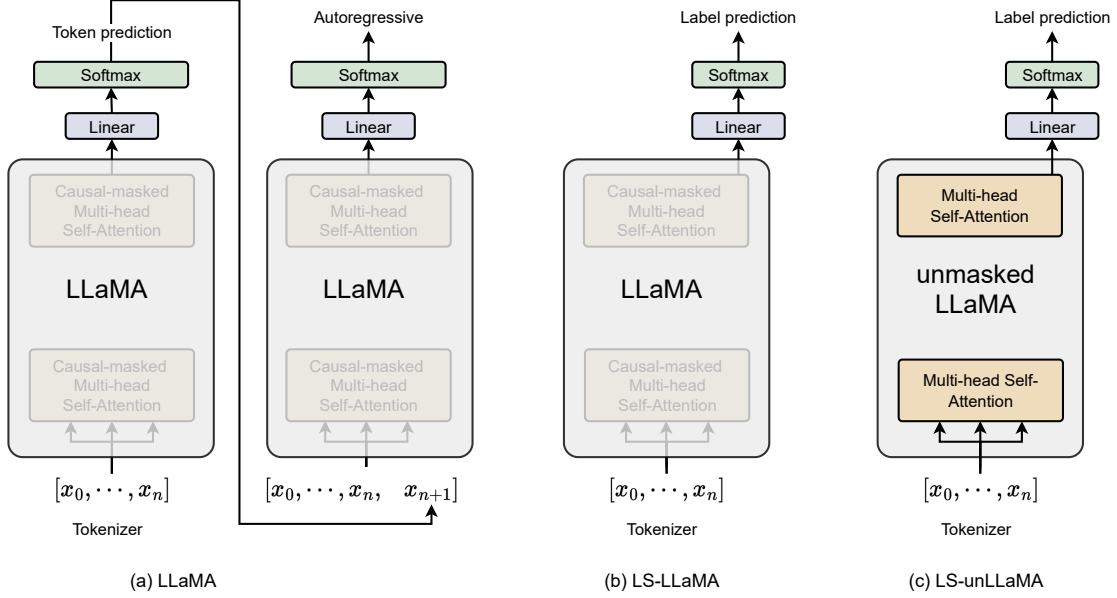 Token prediction
Softmax
Linear
Causal-masked
Multi-head
Self-Attention
LLaMA
Causal-masked
Multi-head
Self-Attention
[x₀, ⋯, xₙ]
Tokenizer
Autoregressive
Softmax
Linear
Causal-masked
Multi-head
Self-Attention
LLaMA
Causal-masked
Multi-head
Self-Attention
[x₀, ⋯, xₙ, xₙ₊₁]
(a) LLaMA
Label prediction
Softmax
Linear
Causal-masked
Multi-head
Self-Attention
LLaMA
Causal-masked
Multi-head
Self-Attention
[x₀, ⋯, xₙ]
Tokenizer
(b) LS-LLaMA
Label prediction
Softmax
Linear
Multi-head
Self-Attention
unmasked
LLaMA
Multi-head Self-
Attention
[x₀, ⋯, xₙ]
Tokenizer
(c) LS-unLLaMA